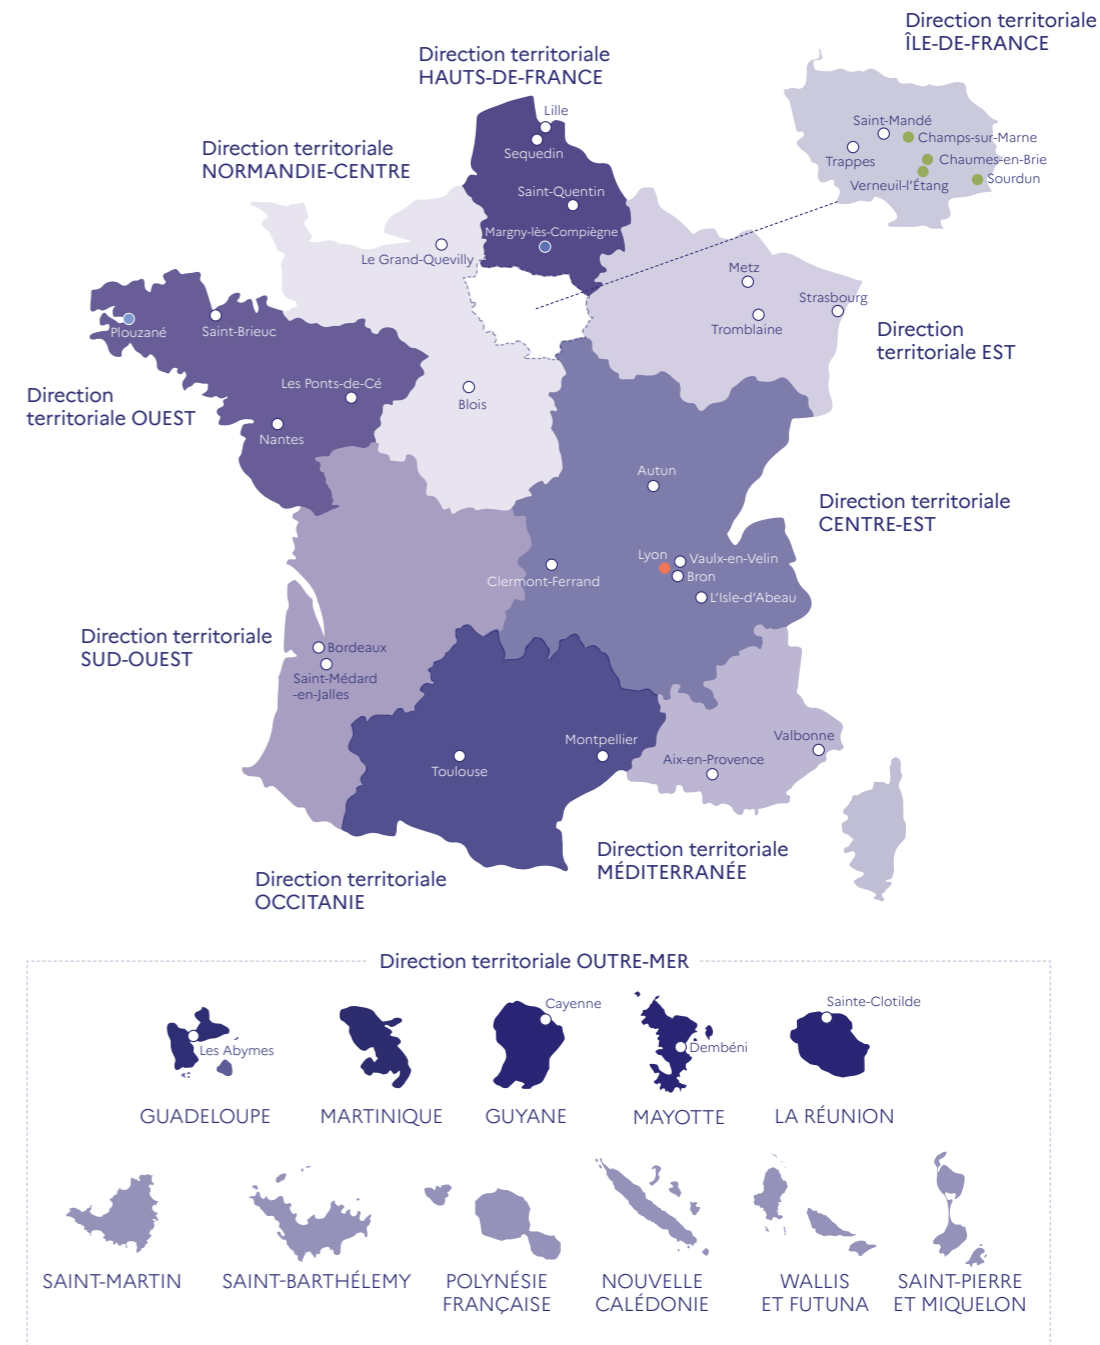 Direction territoriale
ÎLE-DE-FRANCE
Direction territoriale
HAUTS-DE-FRANCE
Lille
Sequedin
Saint-Quentin
Margny-lès-Compiègne
Saint-Mandé
Champs-sur-Marne
Trappes
Chaumes-en-Brie
Verneuil-l'Étang
Sourdun
Direction territoriale
NORMANDIE-CENTRE
Le Grand-Quevilly
Blois
Metz
Strasbourg
Tromblaine
Direction
territoriale EST
Plouzané
Saint-Brieuc
Les Ponts-de-Cé
Nantes
Direction
territoriale OUEST
Autun
Lyon
Vaulx-en-Velin
Bron
L'Isle-d'Abeau
Clermont-Ferrand
Direction territoriale
CENTRE-EST
Direction territoriale
SUD-OUEST
Bordeaux
Saint-Médard
-en-Jalles
Montpellier
Toulouse
Valbonne
Aix-en-Provence
Direction territoriale
MÉDITERRANÉE
Direction territoriale
OCCITANIE
Direction territoriale OUTRE-MER
Les Abymes
Cayenne
Dembéni
Sainte-Clotilde
GUADELOUPE
MARTINIQUE
GUYANE
MAYOTTE
LA RÉUNION
SAINT-MARTIN
SAINT-BARTHÉLEMY
POLYNÉSIE
FRANÇAISE
NOUVELLE
CALÉDONIE
WALLIS
ET FUTUNA
SAINT-PIERRE
ET MIQUELON